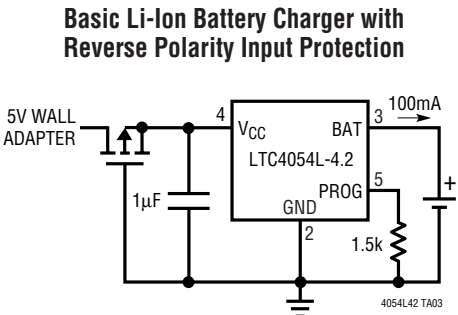 Basic Li-Ion Battery Charger with
Reverse Polarity Input Protection
5V WALL
ADAPTER
4
VCC
BAT
3
100mA
LTC4054L-4.2
PROG
5
GND
2
1µF
1.5k
+
4054L42 TA03